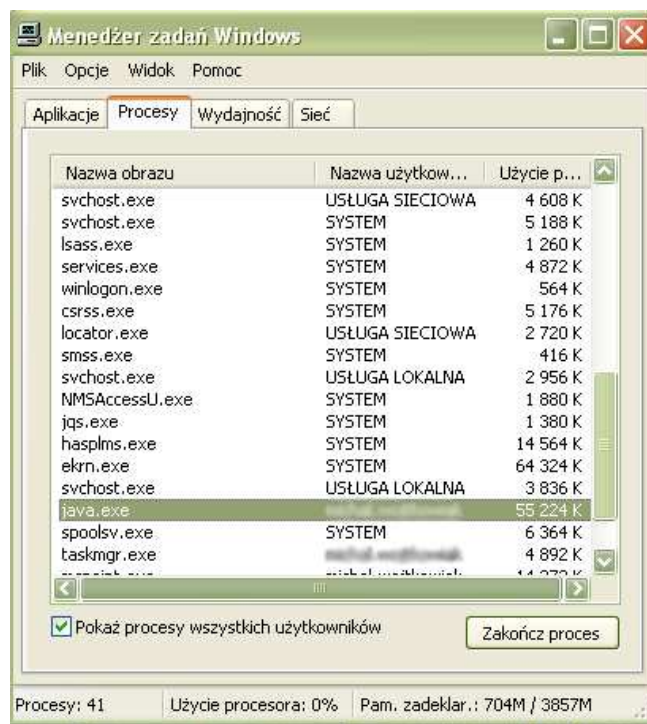 Menedżer zadań Windows
Plik Opcje Widok Pomoc
Aplikacje Procesy Wydajność Sieć
Nazwa obrazu Nazwa użytkow... Użycie p...
svchost.exe USŁUGA SIECIOWA 4 608 K
svchost.exe SYSTEM 5 188 K
lsass.exe SYSTEM 1 260 K
services.exe SYSTEM 4 872 K
winlogon.exe SYSTEM 564 K
csrss.exe SYSTEM 5 176 K
locator.exe USŁUGA SIECIOWA 2 720 K
smss.exe SYSTEM 416 K
svchost.exe USŁUGA LOKALNA 2 956 K
NMSAccessU.exe SYSTEM 1 880 K
jqs.exe SYSTEM 1 380 K
hasplms.exe SYSTEM 14 564 K
ekrn.exe SYSTEM 64 324 K
svchost.exe USŁUGA LOKALNA 3 836 K
java.exe 55 224 K
spoolsv.exe SYSTEM 6 364 K
taskmgr.exe 4 892 K
Pokaż procesy wszystkich użytkowników
Zakończ proces
Procesy: 41 Użycie procesora: 0% Pam. zadeklar.: 704M / 3857M